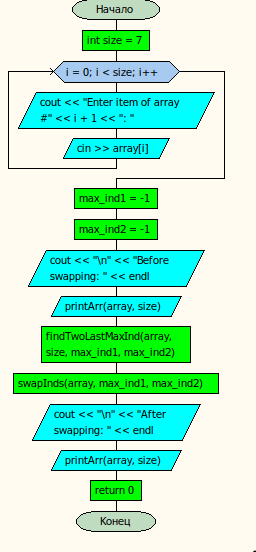 Начало
int size = 7
i = 0; i < size; i++
cout << "Enter item of array
#" << i + 1 << ": "
cin >> array[i]
max_ind1 = -1
max_ind2 = -1
cout << "\n" << "Before
swapping: " << endl
printArr(array, size)
findTwoLastMaxInd(array,
size, max_ind1, max_ind2)
swapInds(array, max_ind1, max_ind2)
cout << "\n" << "After
swapping: " << endl
printArr(array, size)
return 0
Конец